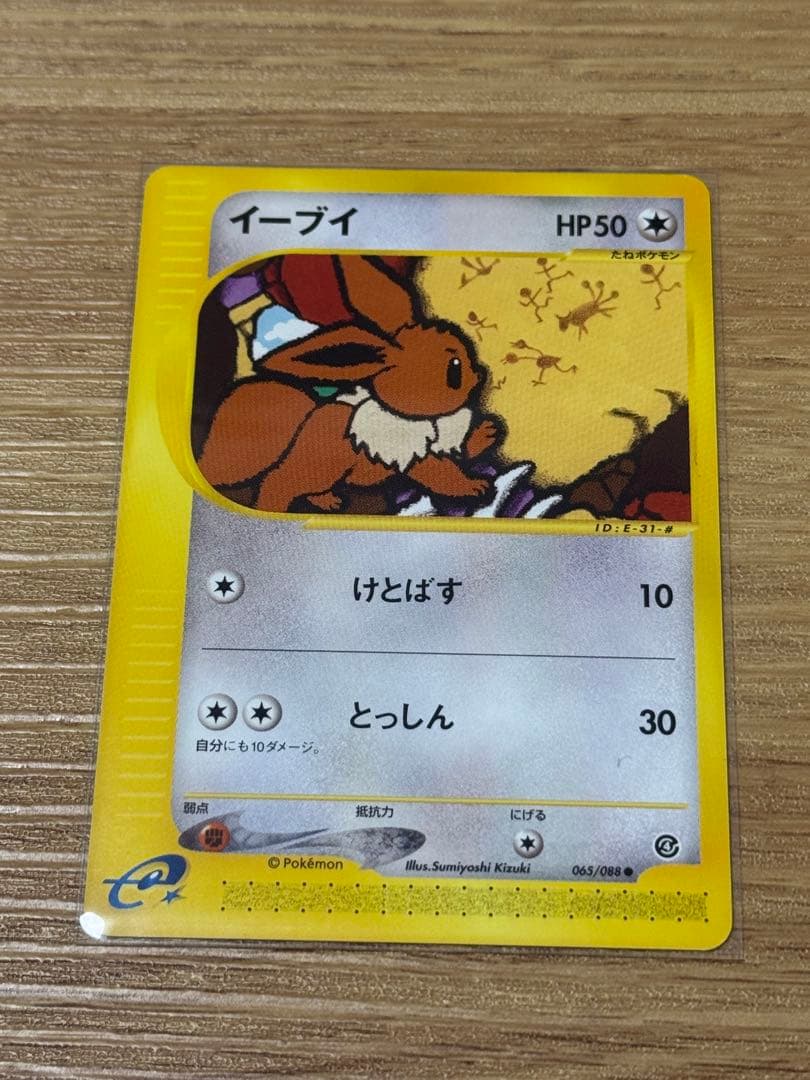 イーブイ
HP50
たねポケモン
ID:E-31-#
けとばす 10
とっしん 30
自分にも10ダメージ。
弱点 抵抗力 にげる
©Pokémon Illus.Sumiyoshi Kizuki 065/088 ●